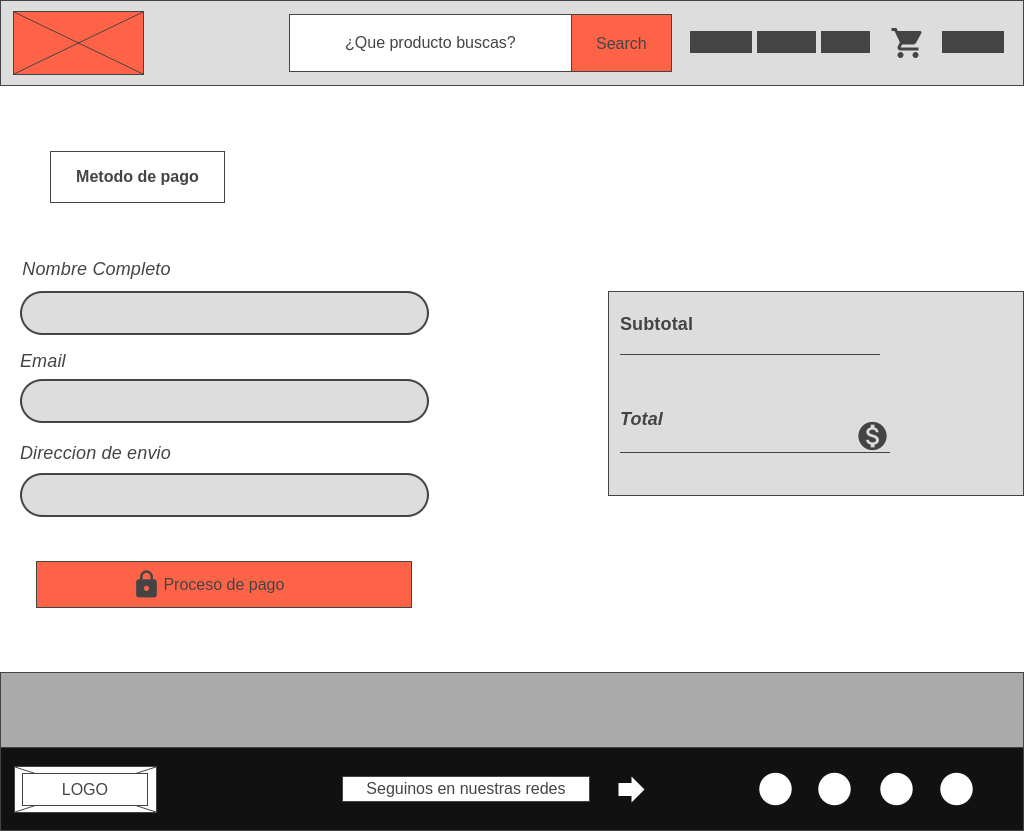 ¿Que producto buscas?
Search
Metodo de pago
Nombre Completo
Email
Direccion de envio
Proceso de pago
Subtotal
Total
LOGO
Seguinos en nuestras redes